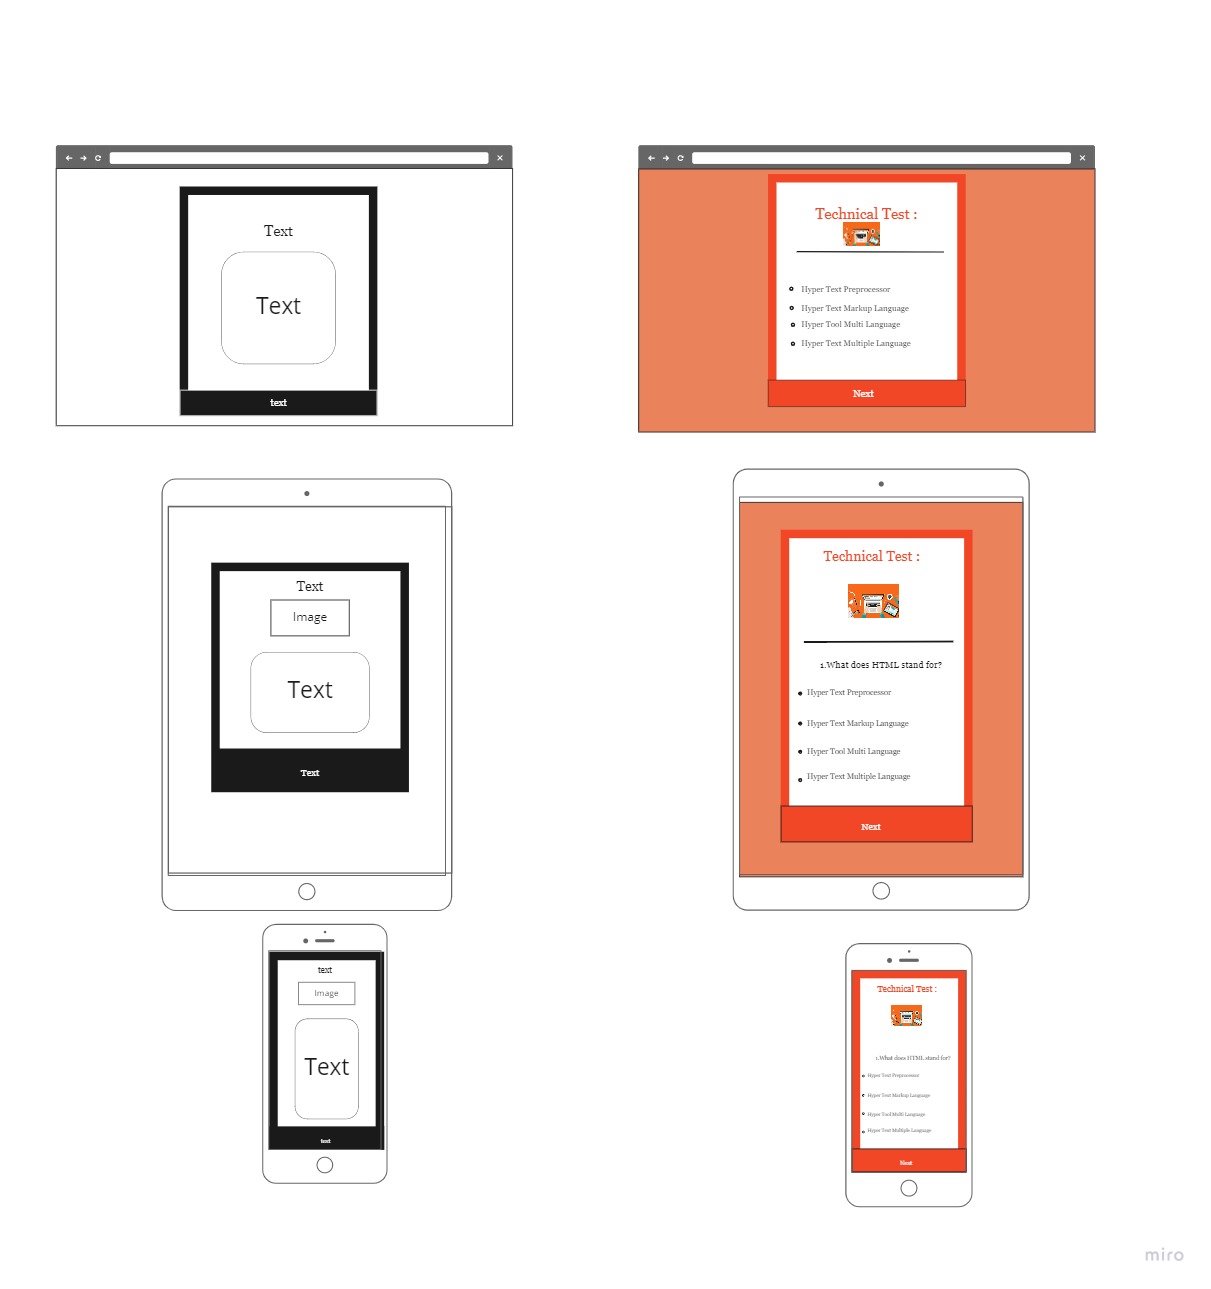 Text
Text
text
Technical Test :
Hyper Text Preprocessor
Hyper Text Markup Language
Hyper Tool Multi Language
Hyper Text Multiple Language
Next
Text
Image
Text
Text
Technical Test :
1.What does HTML stand for?
Hyper Text Preprocessor
Hyper Text Markup Language
Hyper Tool Multi Language
Hyper Text Multiple Language
Next
text
Image
Text
text
Technical Test :
1.What does HTML stand for?
Hyper Text Preprocessor
Hyper Text Markup Language
Hyper Tool Multi Language
Hyper Text Multiple Language
Next
miro